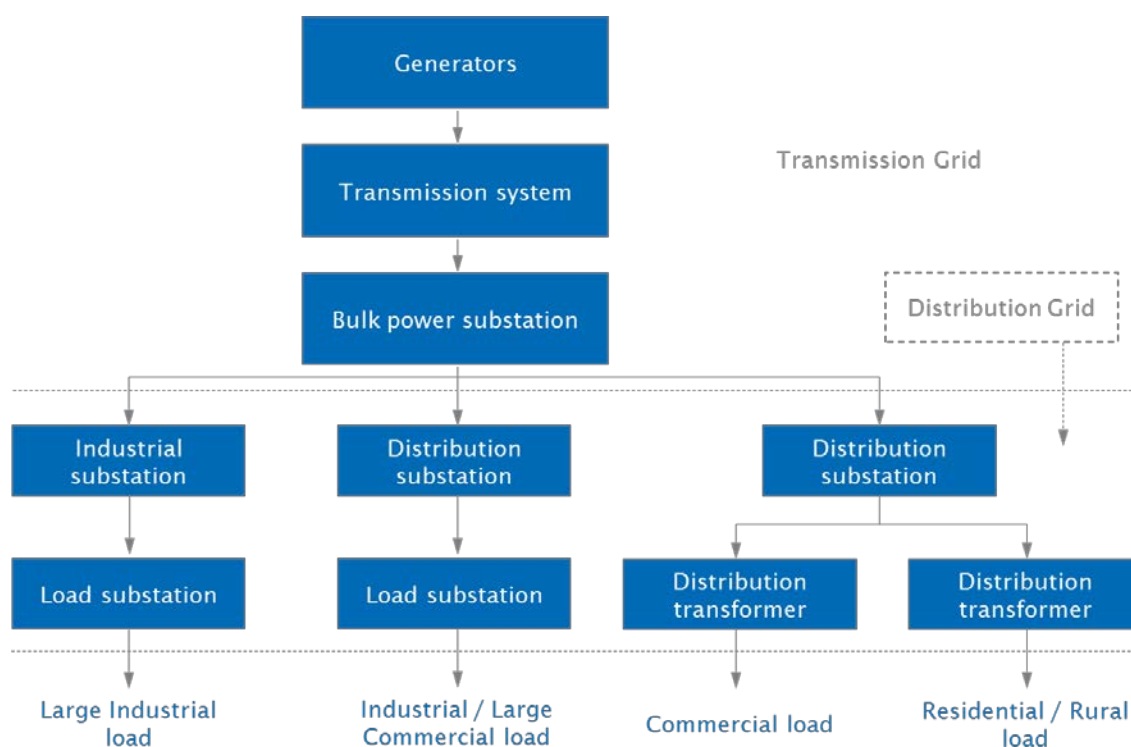 Generators
Transmission system
Transmission Grid
Bulk power substation
Distribution Grid
Industrial
substation
Distribution
substation
Distribution
substation
Load substation
Load substation
Distribution
transformer
Distribution
transformer
Large Industrial
load
Industrial / Large
Commercial load
Commercial load
Residential / Rural
load